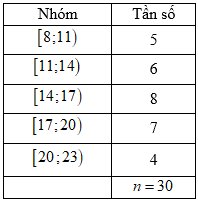 Nhóm Tần số
[8;11) 5
[11;14) 6
[14;17) 8
[17;20) 7
[20;23) 4
n = 30